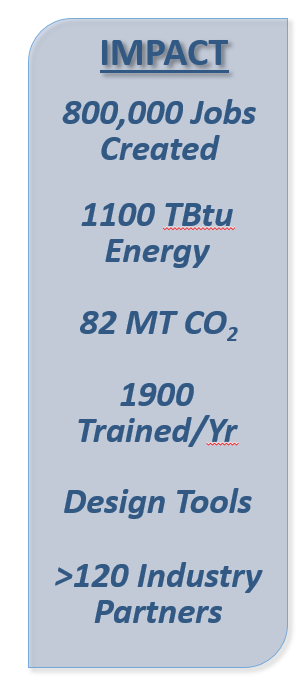 IMPACT
800,000 Jobs
Created
1100 TBtu
Energy
82 MT CO₂
1900
Trained/Yr
Design Tools
>120 Industry
Partners